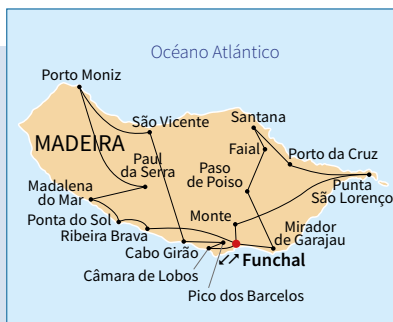 Océano Atlántico
Porto Moniz
São Vicente
Santana
MADEIRA
Faial
Porto da Cruz
Paul
da Serra
Paso
de Poiso
Madalena
do Mar
Punta
São Lorenço
Ponta do Sol
Monte
Mirador
de Garajau
Ribeira Brava
Cabo Girão
Funchal
Câmara de Lobos
Pico dos Barcelos